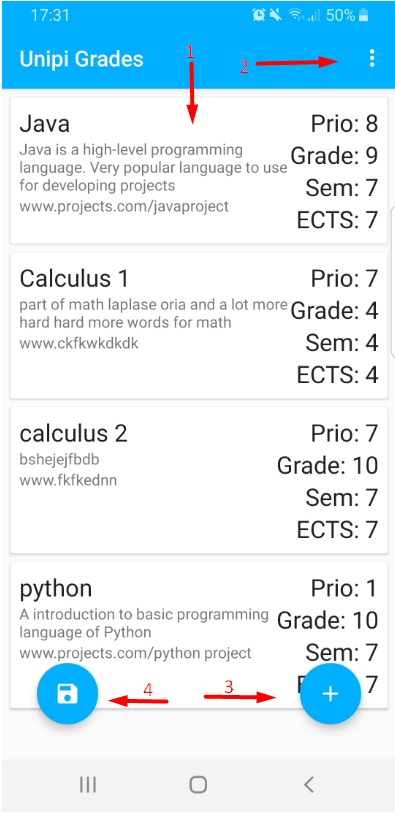 17:31 50%
Unipi Grades
1
2
Java
Prio: 8
Java is a high-level programming
language. Very popular language to use
for developing projects
www.projects.com/javaproject
Grade: 9
Sem: 7
ECTS: 7
Calculus 1
Prio: 7
part of math laplase oria and a lot more
hard hard more words for math
www.ckfkwkdkdk
Grade: 4
Sem: 4
ECTS: 4
calculus 2
Prio: 7
bshejejfbdb
www.fkfkednn
Grade: 10
Sem: 7
ECTS: 7
python
Prio: 1
A introduction to basic programming
language of Python
www.projects.com/python project
Grade: 10
Sem: 7
7
4
3